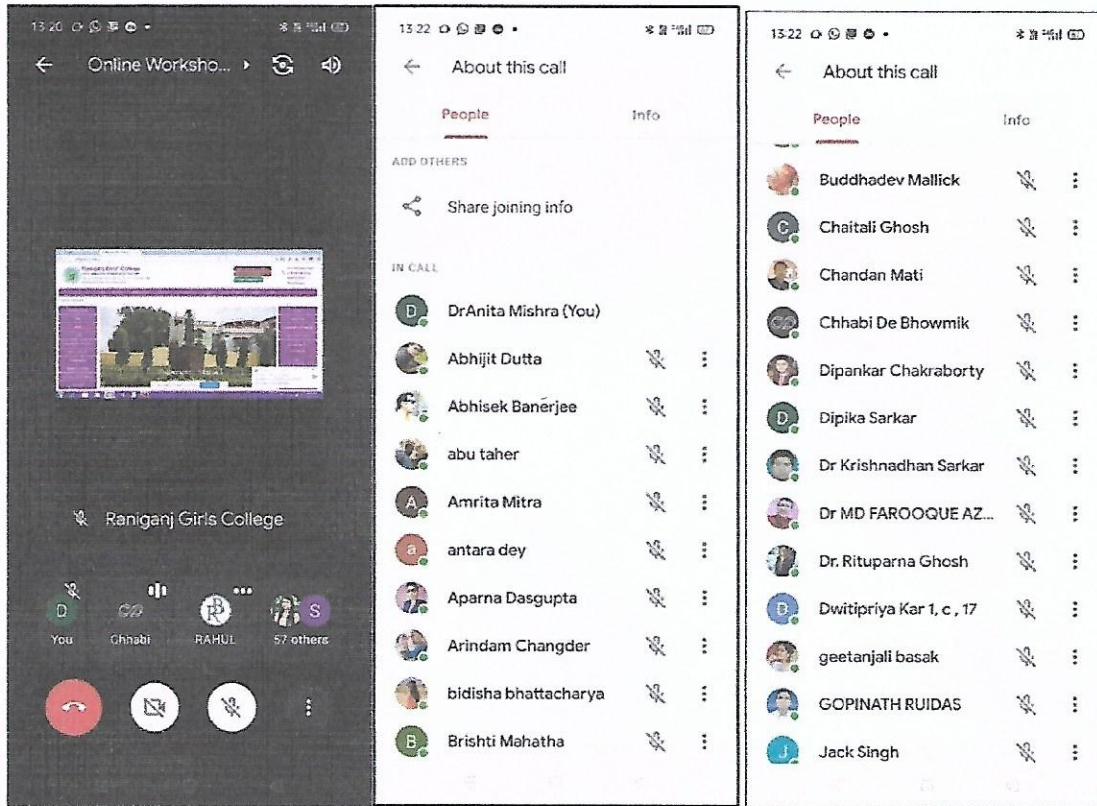 13:20
Online Worksho...
Raniganj Girls' College
Raniganj Girls College
D
You
Chhabi
RB
RAHUL
S
57 others
13:22
About this call
People
Info
ADD OTHERS
Share joining info
IN CALL
D DrAnita Mishra (You)
Abhijit Dutta
Abhisek Banerjee
abu taher
A Amrita Mitra
a antara dey
Aparna Dasgupta
Arindam Changder
bidisha bhattacharya
B Brishti Mahatha
13:22
About this call
People
Info
Buddhadev Mallick
C Chaitali Ghosh
Chandan Mati
Chhabi De Bhowmik
Dipankar Chakraborty
D Dipika Sarkar
Dr Krishnadhan Sarkar
Dr MD FAROOQUE AZ...
Dr. Rituparna Ghosh
D Dwitipriya Kar 1, c , 17
geetanjali basak
GOPINATH RUIDAS
J Jack Singh